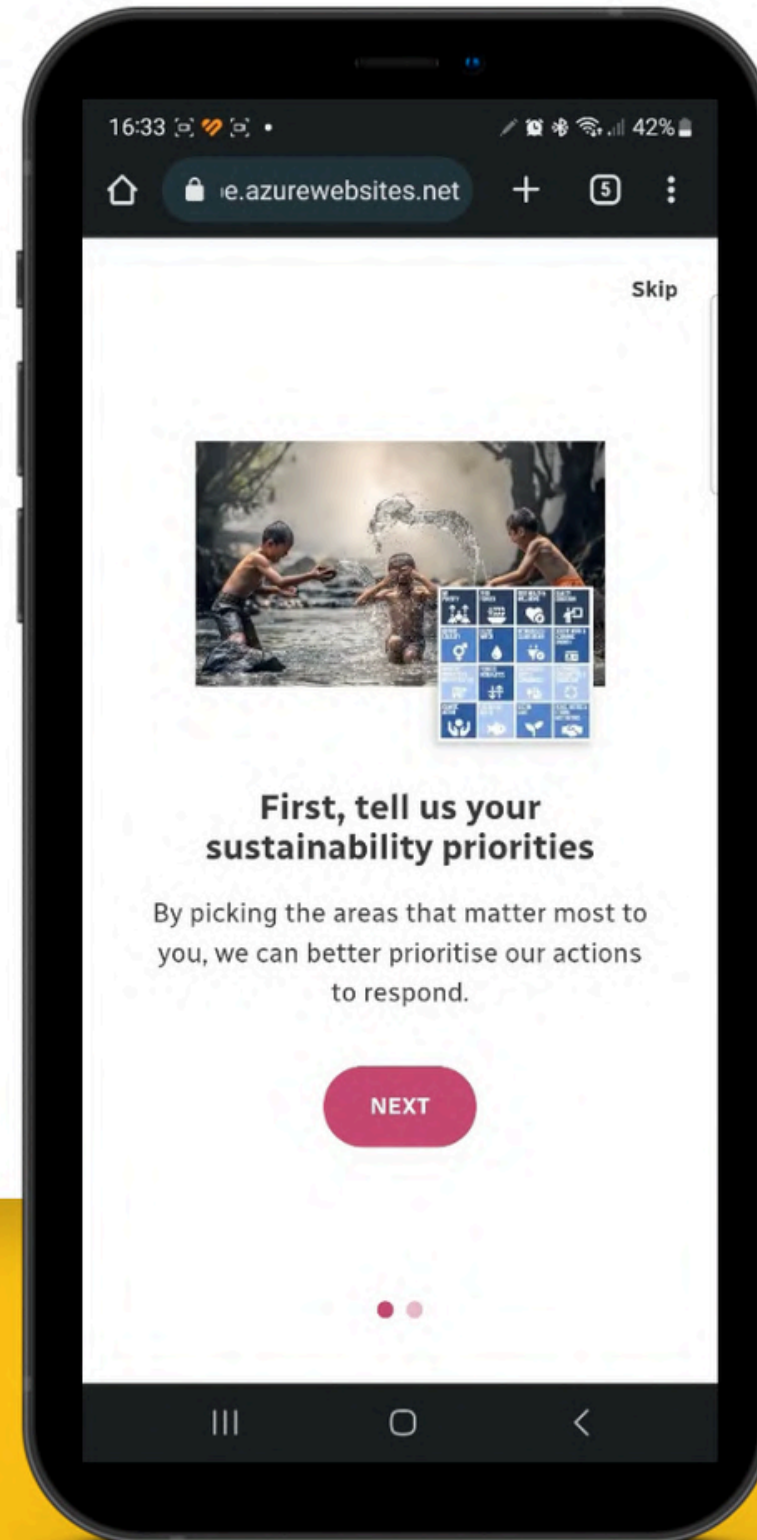 16:33
42%
e.azurewebsites.net
5
Skip
First, tell us your
sustainability priorities
By picking the areas that matter most to
you, we can better prioritise our actions
to respond.
NEXT